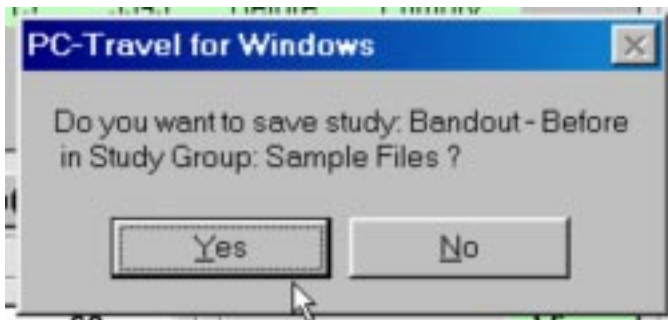 PC-Travel for Windows
Do you want to save study: Bandout - Before
in Study Group: Sample Files ?
Yes
No